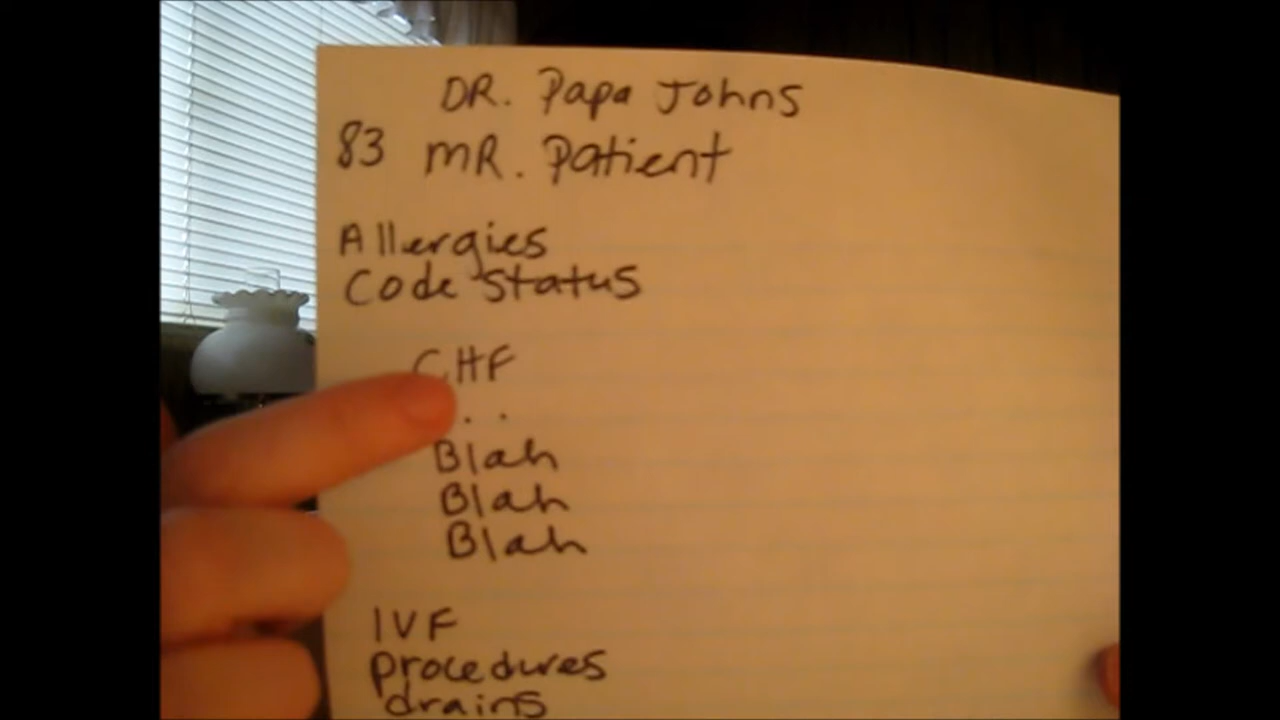 DR. Papa Johns
83 MR. Patient
Allergies
Code Status
CHF
. .
Blah
Blah
Blah
IVF
procedures
drains